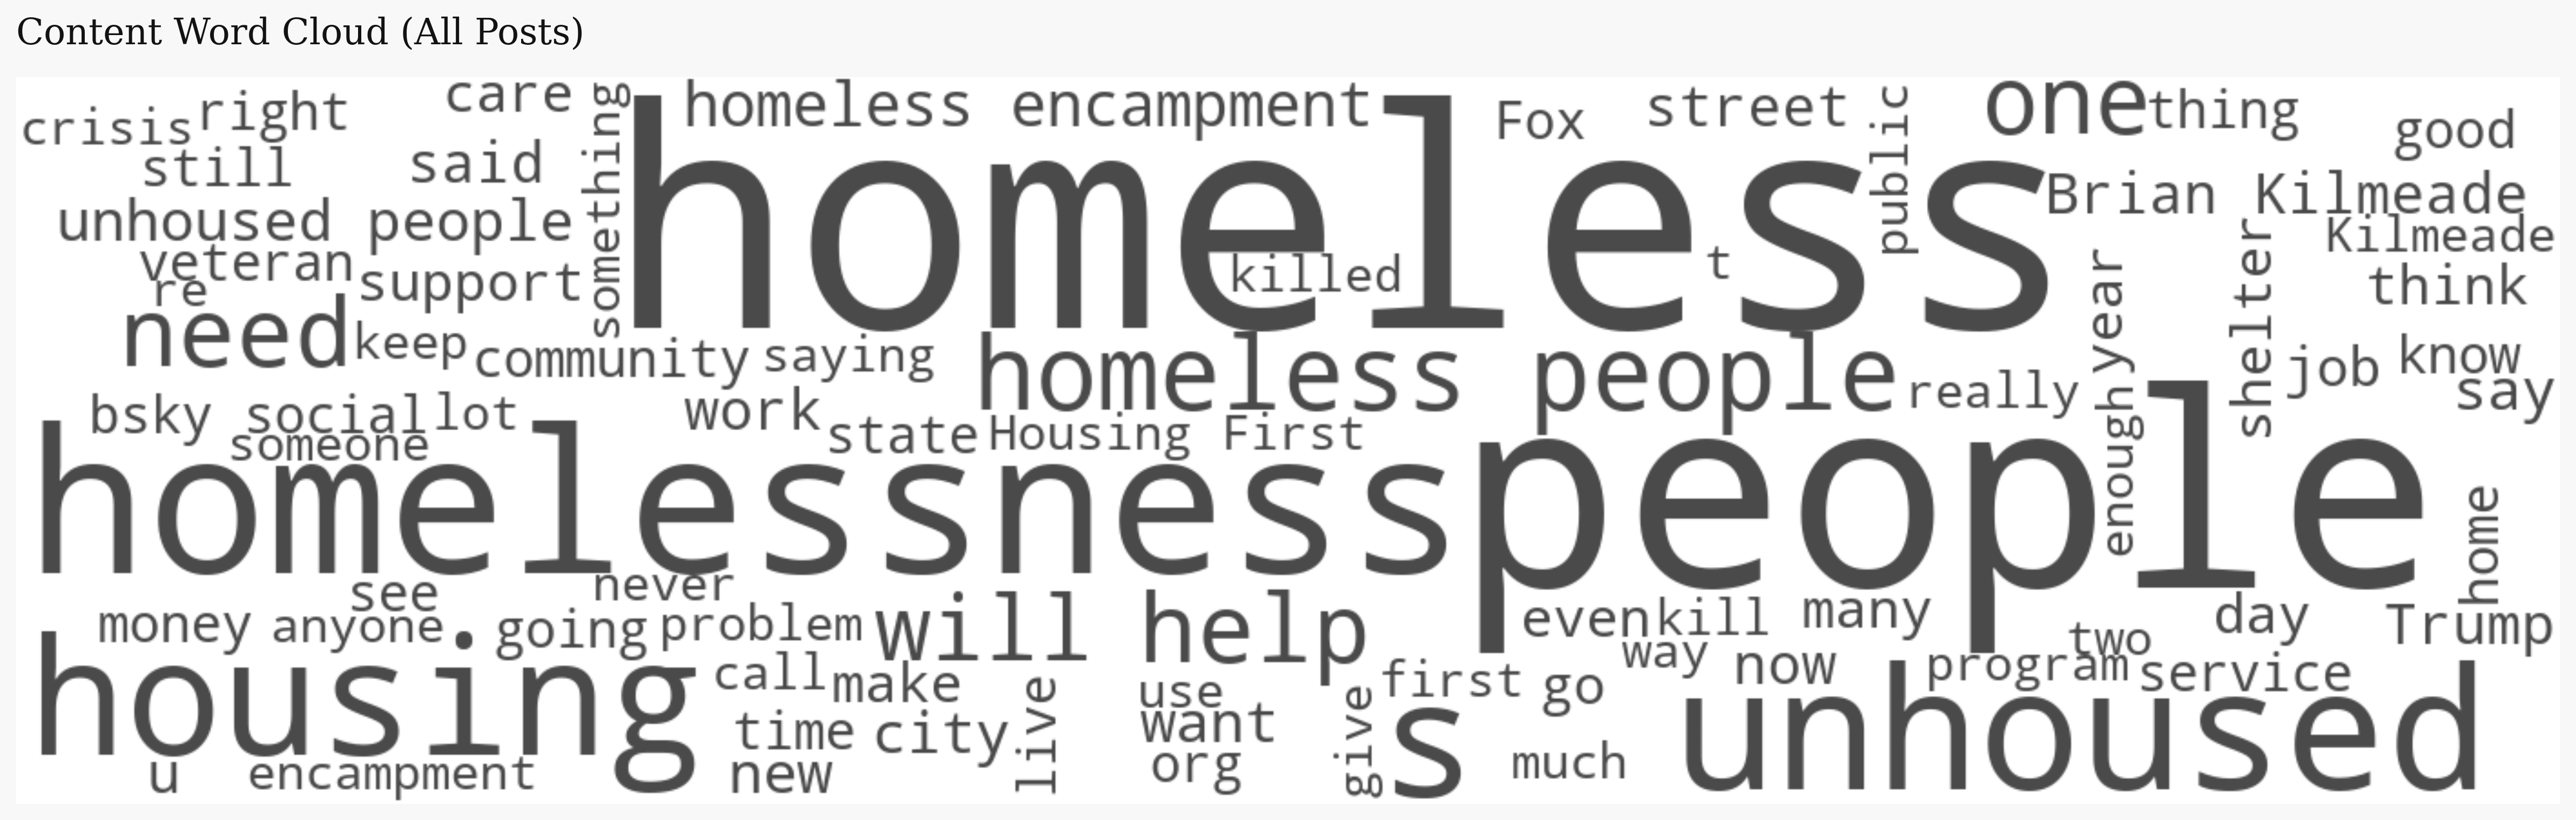 Content Word Cloud (All Posts)
crisis
right
care
something
homeless encampment
Fox
street
public
one
thing
good
still
said
homeless
Brian Kilmeade
unhoused people
Kilmeade
veteran
re
support
killed
t
year
shelter
think
need
keep
community
saying
homeless people
really
job
know
say
bsky social
lot
work
state
Housing First
enough
someone
homelessness
people
home
see
never
money
anyone
going
problem
will
help
even
kill
many
way
two
day
Trump
housing
call
make
use
first
go
now
program
service
time
city
live
want
give
s
much
unhoused
u
encampment
new
org